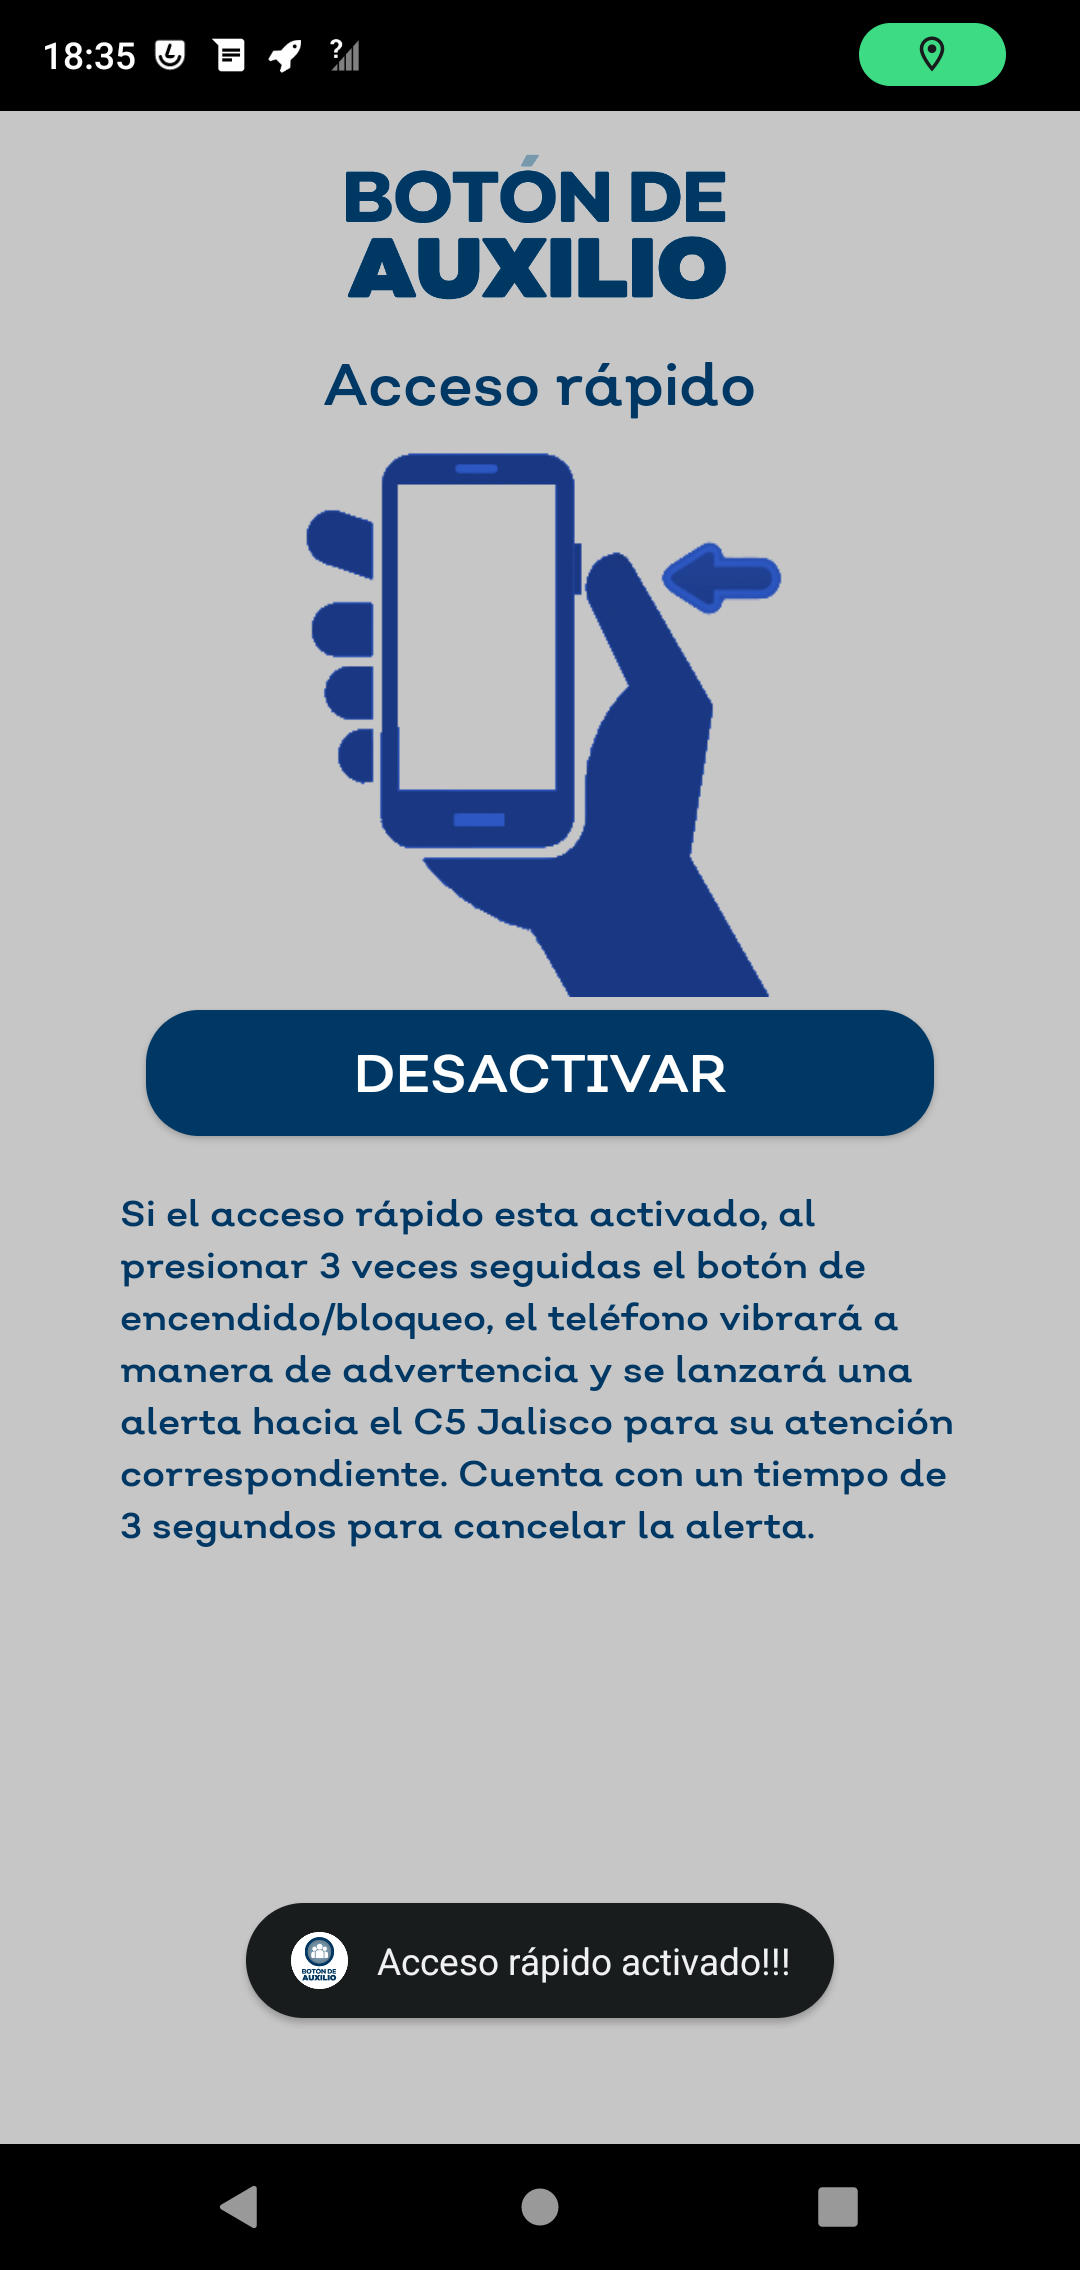 18:35
BOTÓN DE
AUXILIO
Acceso rápido
DESACTIVAR
Si el acceso rápido esta activado, al
presionar 3 veces seguidas el botón de
encendido/bloqueo, el teléfono vibrará a
manera de advertencia y se lanzará una
alerta hacia el C5 Jalisco para su atención
correspondiente. Cuenta con un tiempo de
3 segundos para cancelar la alerta.
BOTÓN DE
AUXILIO
Acceso rápido activado!!!